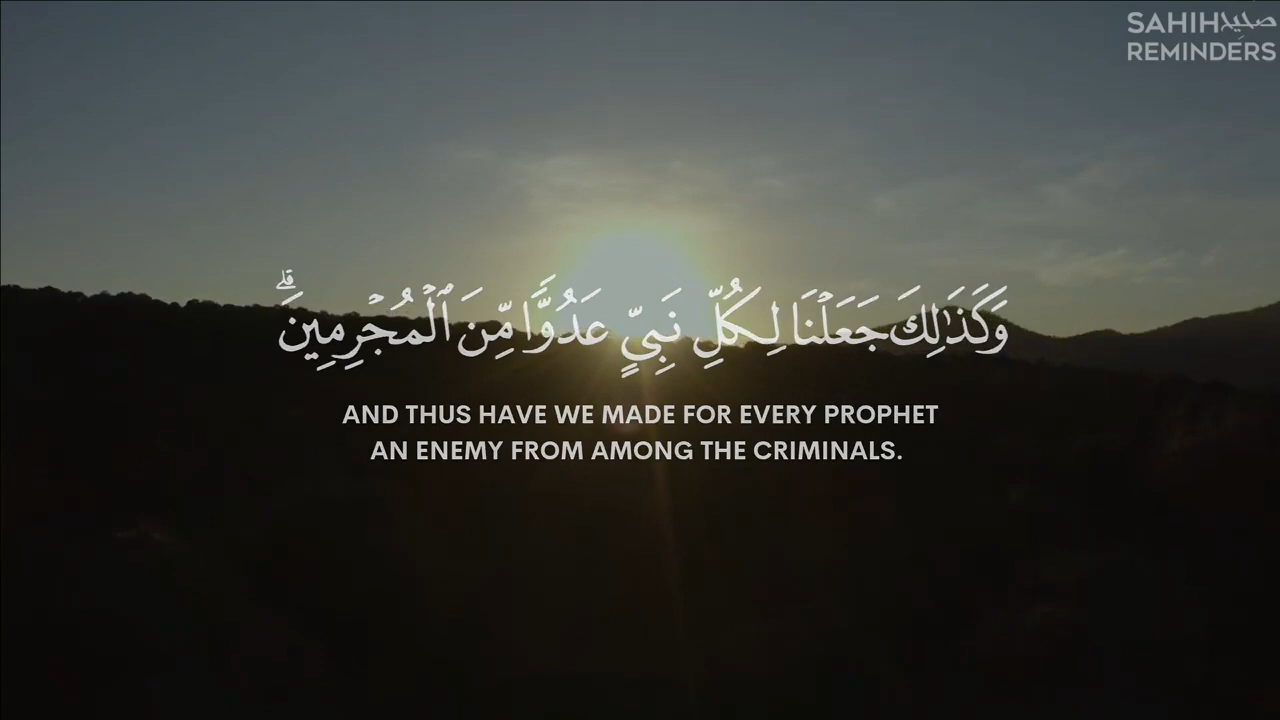 SAHIH صحيح
REMINDERS
وَكَذَٰلِكَ جَعَلْنَا لِكُلِّ نَبِيٍّ عَدُوًّا مِّنَ ٱلْمُجْرِمِينَ ۗ
AND THUS HAVE WE MADE FOR EVERY PROPHET
AN ENEMY FROM AMONG THE CRIMINALS.